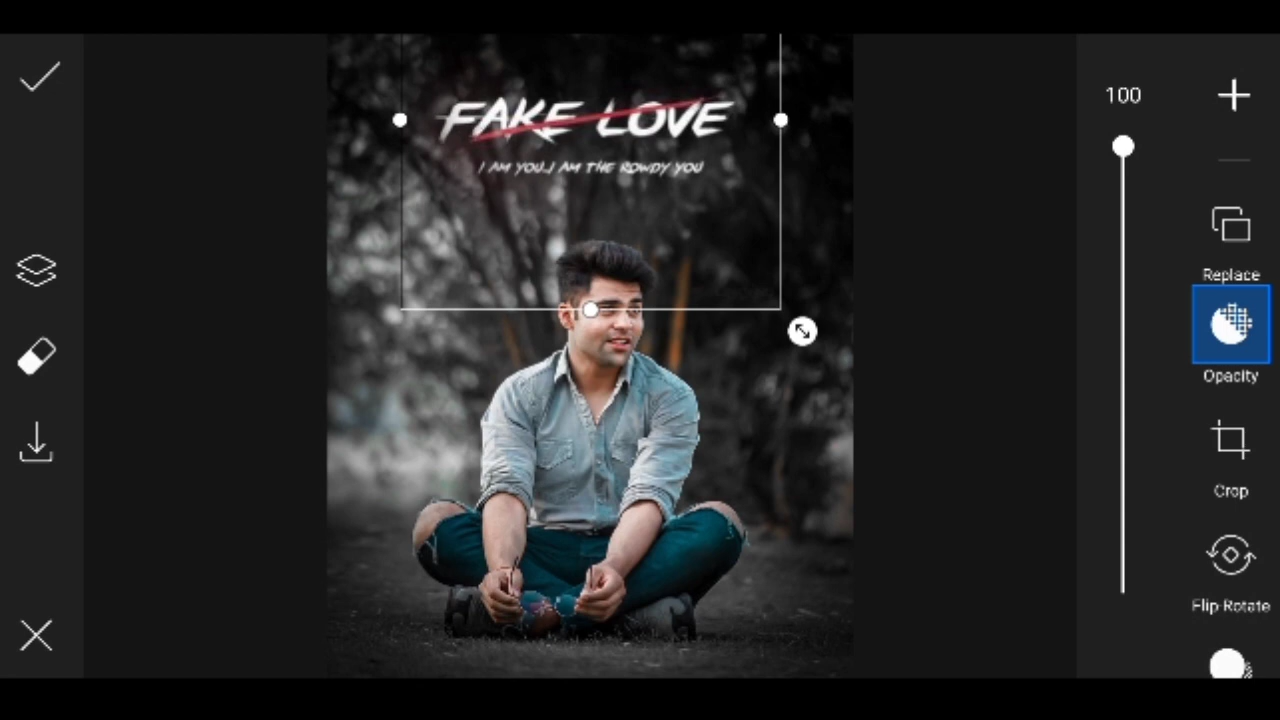 100
FAKE LOVE
I AM YOU..I AM THE ROWDY YOU
Replace
Opacity
Crop
Flip-Rotate